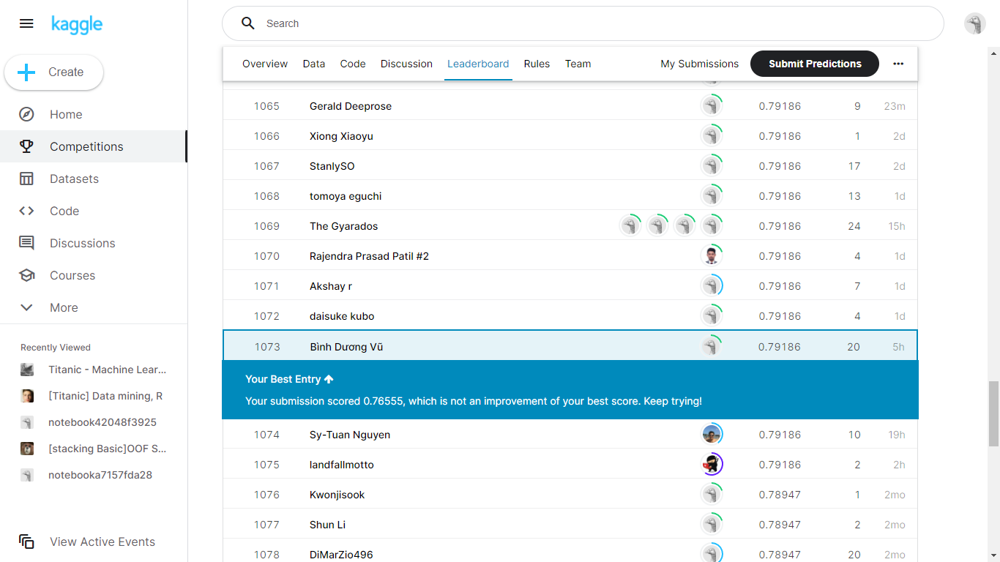 kaggle
Search
Create
Home
Competitions
Datasets
Code
Discussions
Courses
More
Recently Viewed
Titanic - Machine Lear...
[Titanic] Data mining, R
notebook42048f3925
[stacking Basic]OOF S...
notebooka7157fda28
View Active Events
Overview Data Code Discussion Leaderboard Rules Team My Submissions Submit Predictions
1065 Gerald Deeprose 0.79186 9 23m
1066 Xiong Xiaoyu 0.79186 1 2d
1067 StanlySO 0.79186 17 2d
1068 tomoya eguchi 0.79186 13 1d
1069 The Gyarados 0.79186 24 15h
1070 Rajendra Prasad Patil #2 0.79186 4 1d
1071 Akshay r 0.79186 7 1d
1072 daisuke kubo 0.79186 4 1d
1073 Bình Dương Vũ 0.79186 20 5h
Your Best Entry
Your submission scored 0.76555, which is not an improvement of your best score. Keep trying!
1074 Sy-Tuan Nguyen 0.79186 10 19h
1075 landfallmotto 0.79186 2 2h
1076 Kwonjisook 0.78947 1 2mo
1077 Shun Li 0.78947 2 2mo
1078 DiMarZio496 0.78947 20 2mo